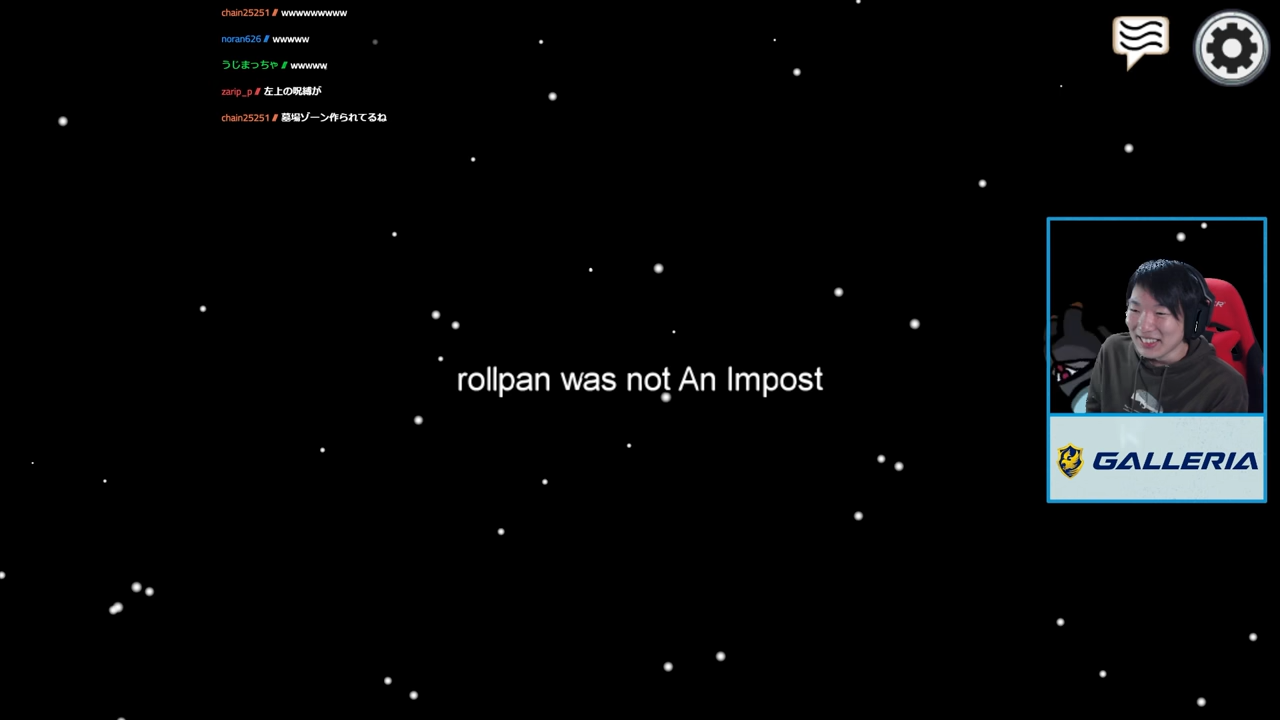 chain25251 // wwwwwwwww
noran626 // wwwww
うじまっちゃ // wwwww
zarip_p // 左上の呪縛が
chain25251 // 墓場ゾーン作られてるね
rollpan was not An Impost
GALLERIA